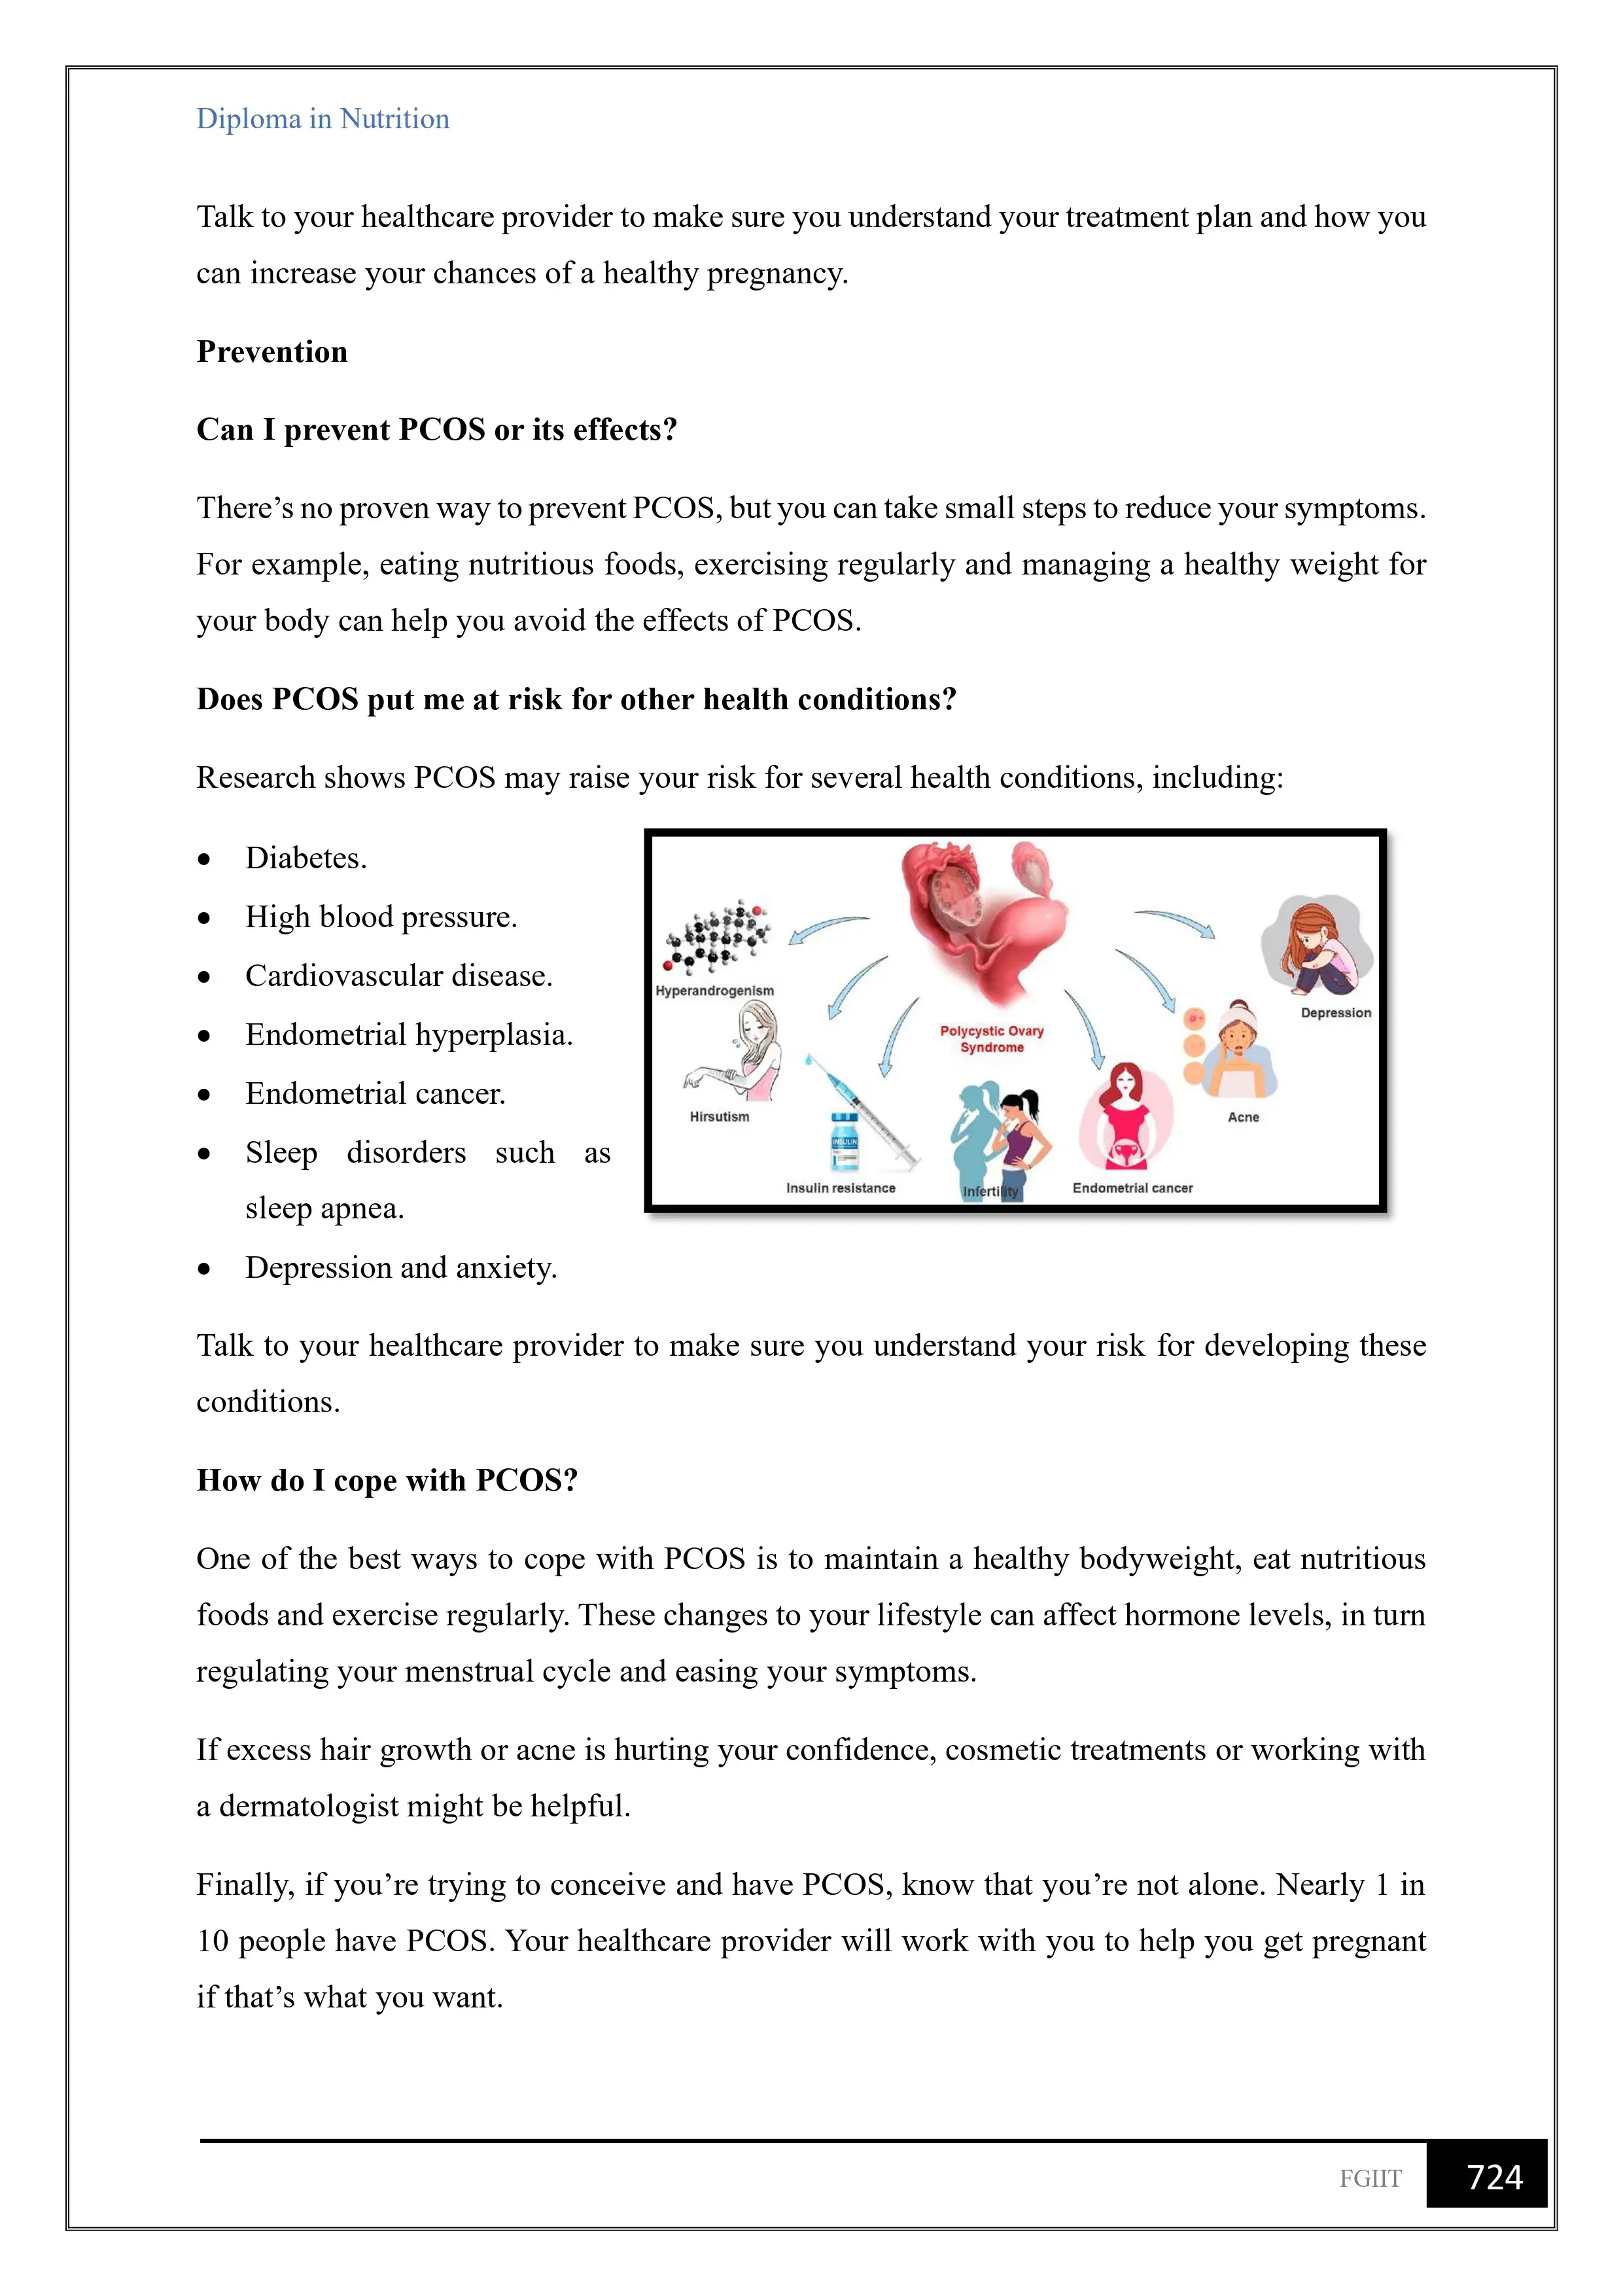 Diploma in Nutrition
Talk to your healthcare provider to make sure you understand your treatment plan and how you
can increase your chances of a healthy pregnancy.
Prevention
Can I prevent PCOS or its effects?
There’s no proven way to prevent PCOS, but you can take small steps to reduce your symptoms.
For example, eating nutritious foods, exercising regularly and managing a healthy weight for
your body can help you avoid the effects of PCOS.
Does PCOS put me at risk for other health conditions?
Research shows PCOS may raise your risk for several health conditions, including:
• Diabetes.
• High blood pressure.
• Cardiovascular disease.
• Endometrial hyperplasia.
• Endometrial cancer.
• Sleep disorders such as
sleep apnea.
• Depression and anxiety.
Hyperandrogenism
Hirsutism
INSULIN
Insulin resistance
Polycystic Ovary
Syndrome
Infertility
Endometrial cancer
Acne
Depression
Talk to your healthcare provider to make sure you understand your risk for developing these
conditions.
How do I cope with PCOS?
One of the best ways to cope with PCOS is to maintain a healthy bodyweight, eat nutritious
foods and exercise regularly. These changes to your lifestyle can affect hormone levels, in turn
regulating your menstrual cycle and easing your symptoms.
If excess hair growth or acne is hurting your confidence, cosmetic treatments or working with
a dermatologist might be helpful.
Finally, if you’re trying to conceive and have PCOS, know that you’re not alone. Nearly 1 in
10 people have PCOS. Your healthcare provider will work with you to help you get pregnant
if that’s what you want.
FGIIT
724